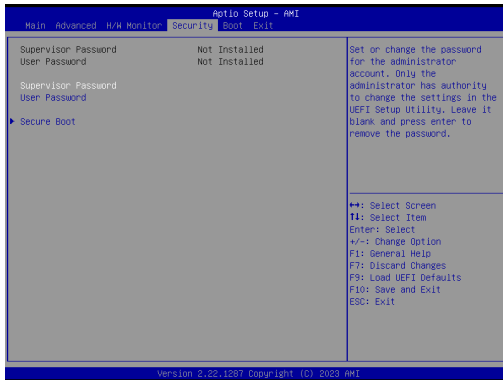 Aptio Setup - AMI
Main Advanced H/W Monitor Security Boot Exit
Supervisor Password Not Installed
User Password Not Installed
Supervisor Password
User Password
Secure Boot
Set or change the password
for the administrator
account. Only the
administrator has authority
to change the settings in the
UEFI Setup Utility. Leave it
blank and press enter to
remove the password.
↔: Select Screen
↑↓: Select Item
Enter: Select
+/-: Change Option
F1: General Help
F7: Discard Changes
F9: Load UEFI Defaults
F10: Save and Exit
ESC: Exit
Version 2.22.1287 Copyright (C) 2023 AMI